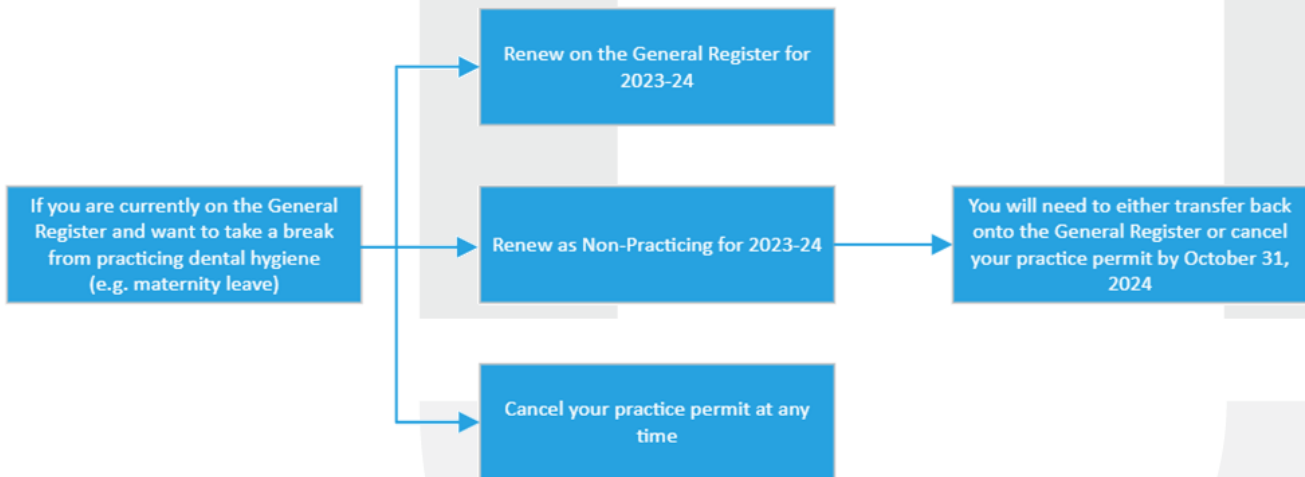 If you are currently on the General
Register and want to take a break
from practicing dental hygiene
(e.g. maternity leave)
Renew on the General Register for
2023-24
Renew as Non-Practicing for 2023-24
You will need to either transfer back
onto the General Register or cancel
your practice permit by October 31,
2024
Cancel your practice permit at any
time